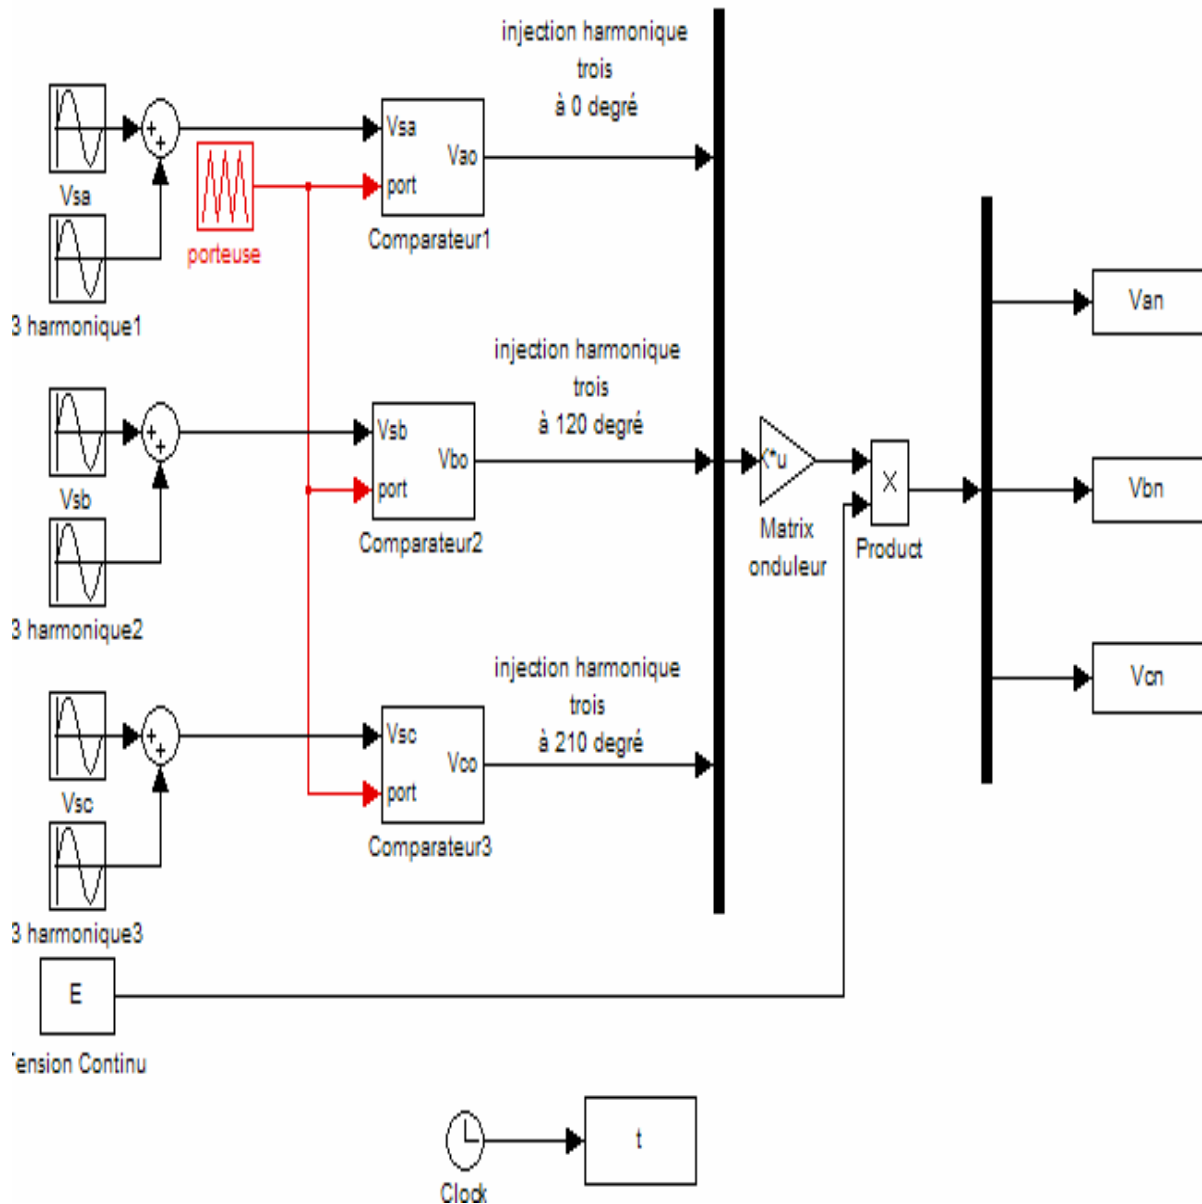 injection harmonique
trois
à 0 degré
Vsa
Vao
port
Comparateur1
Vsa
porteuse
3 harmonique1
injection harmonique
trois
à 120 degré
Vsb
Vbo
port
Comparateur2
Vsb
3 harmonique2
injection harmonique
trois
à 210 degré
Vsc
Vco
port
Comparateur3
Vsc
3 harmonique3
K*u
Matrix
onduleur
X
Product
Van
Vbn
Vcn
E
Tension Continu
Clock
t